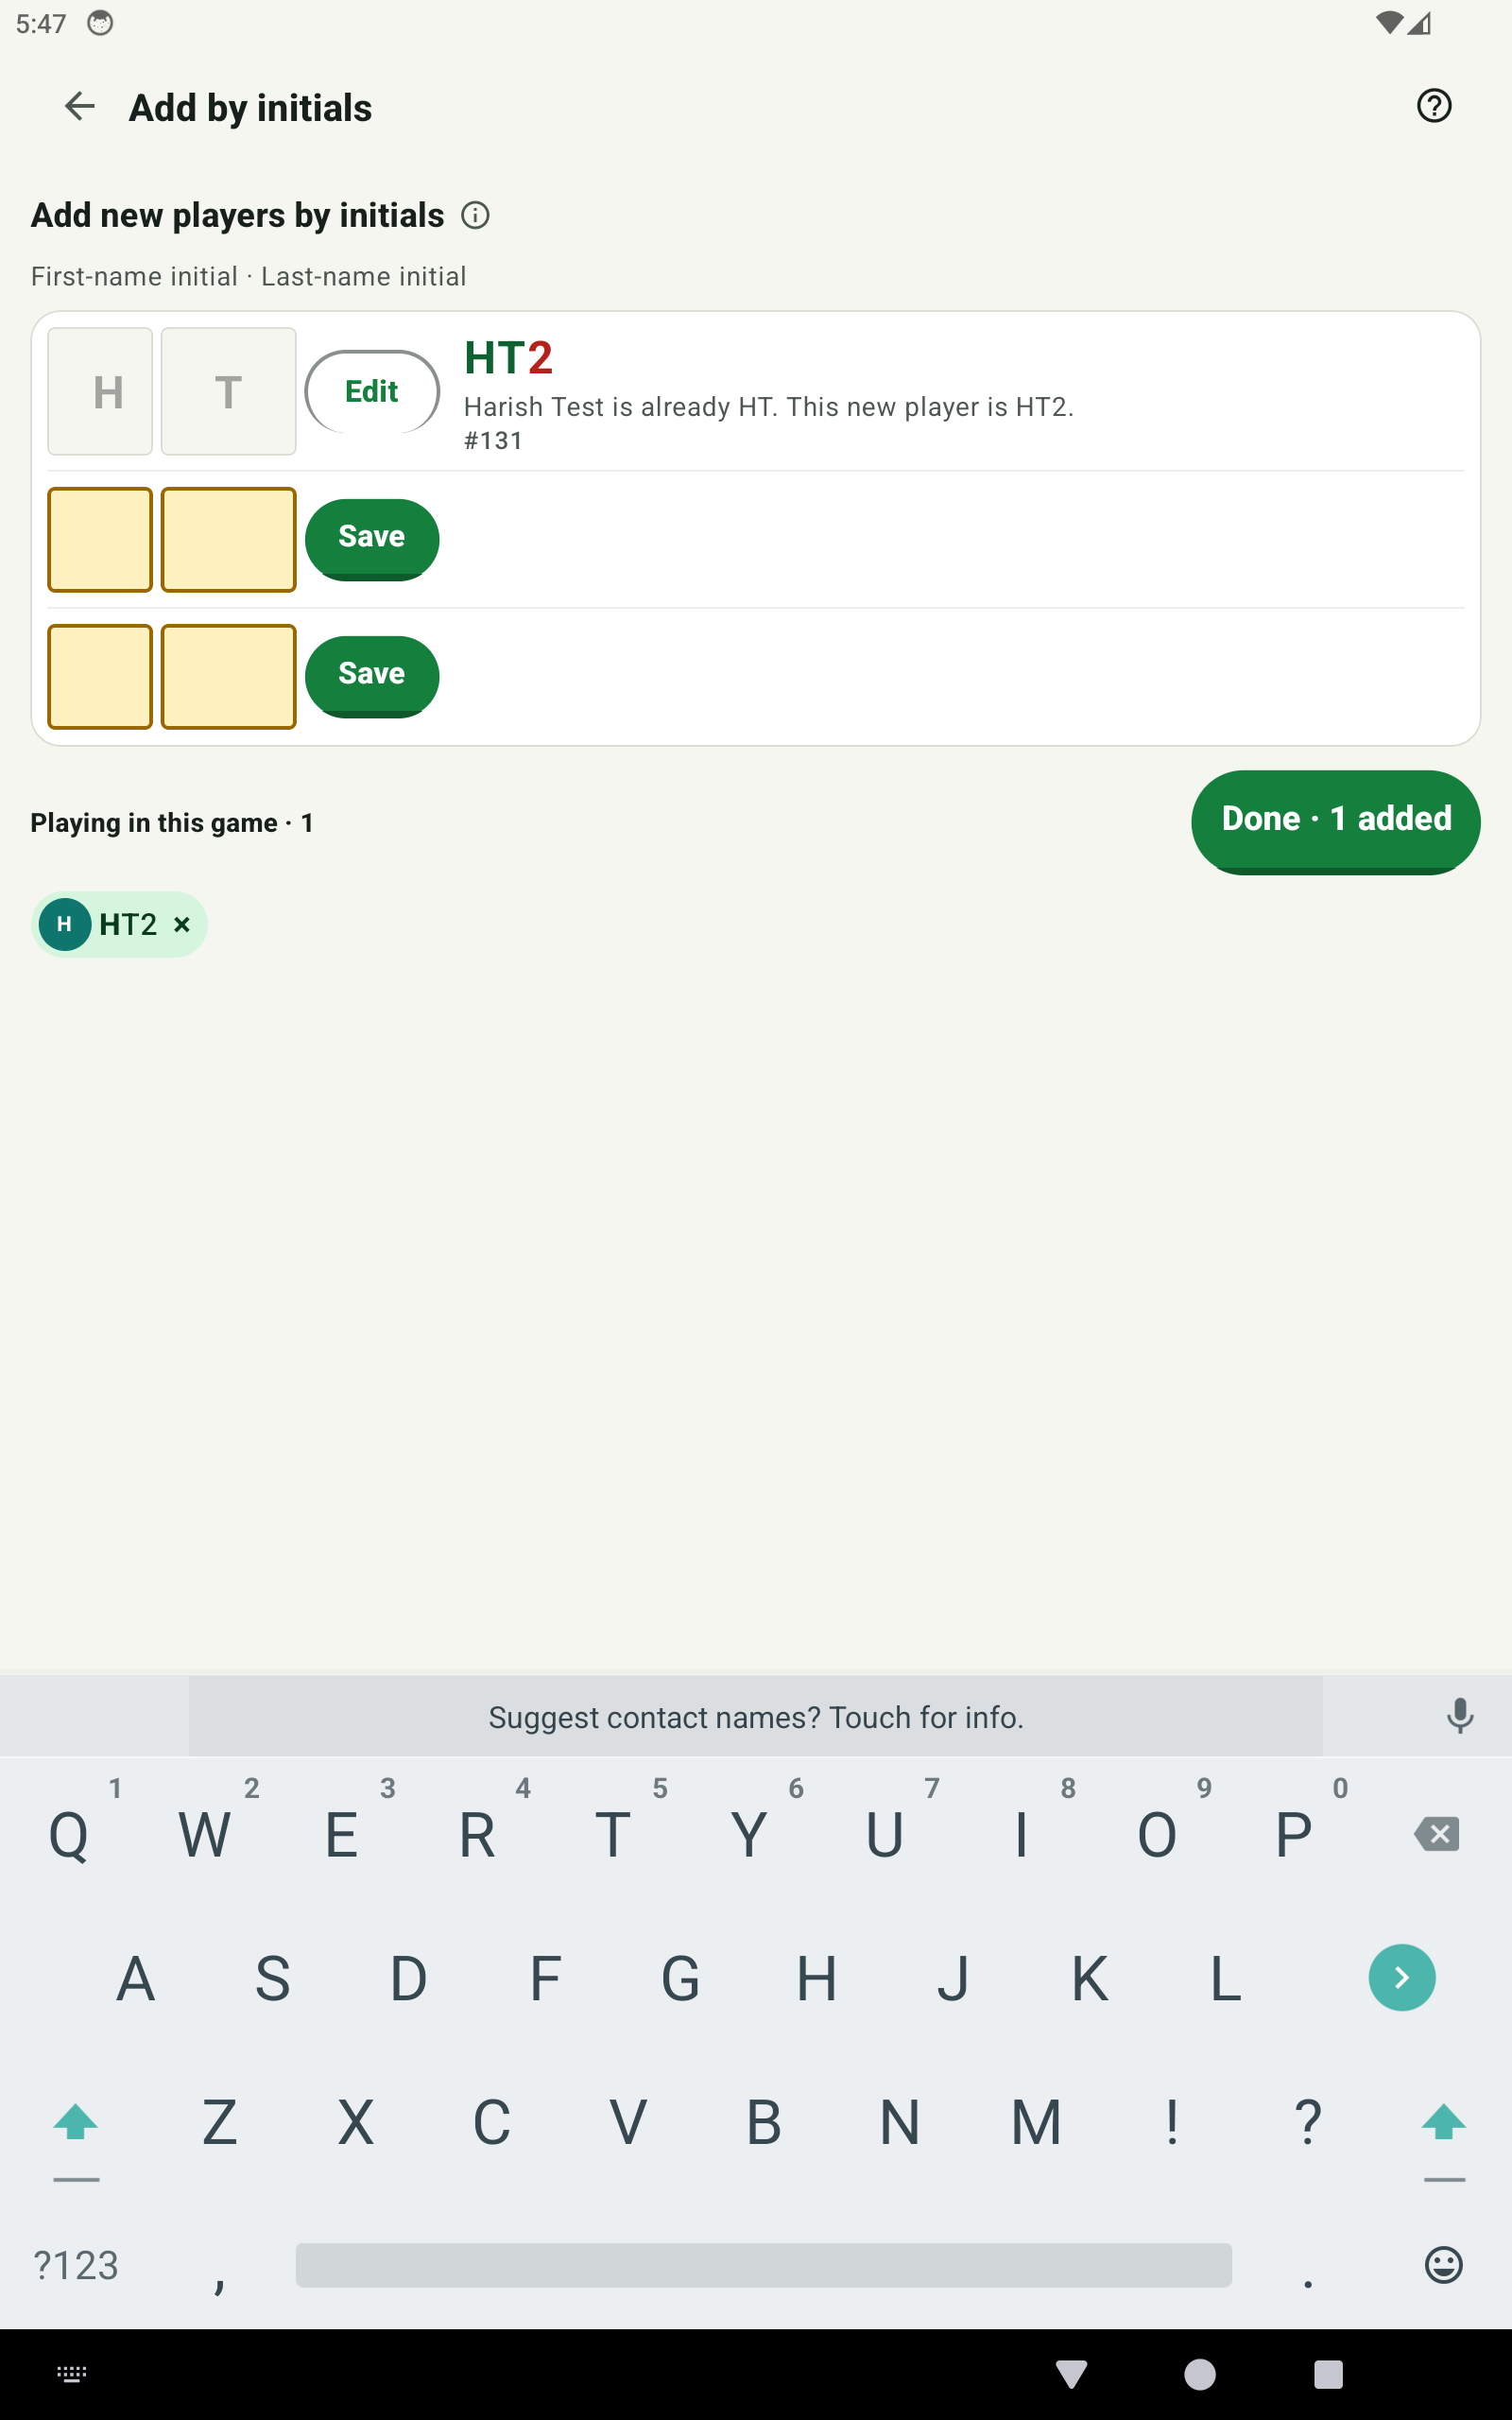 5:47
Add by initials
Add new players by initials
First-name initial · Last-name initial
H T Edit HT2
Harish Test is already HT. This new player is HT2.
#131
Save
Save
Playing in this game · 1
Done · 1 added
H HT2 ×
Suggest contact names? Touch for info.
1 2 3 4 5 6 7 8 9 0
Q W E R T Y U I O P
A S D F G H J K L
Z X C V B N M ! ?
?123 , .